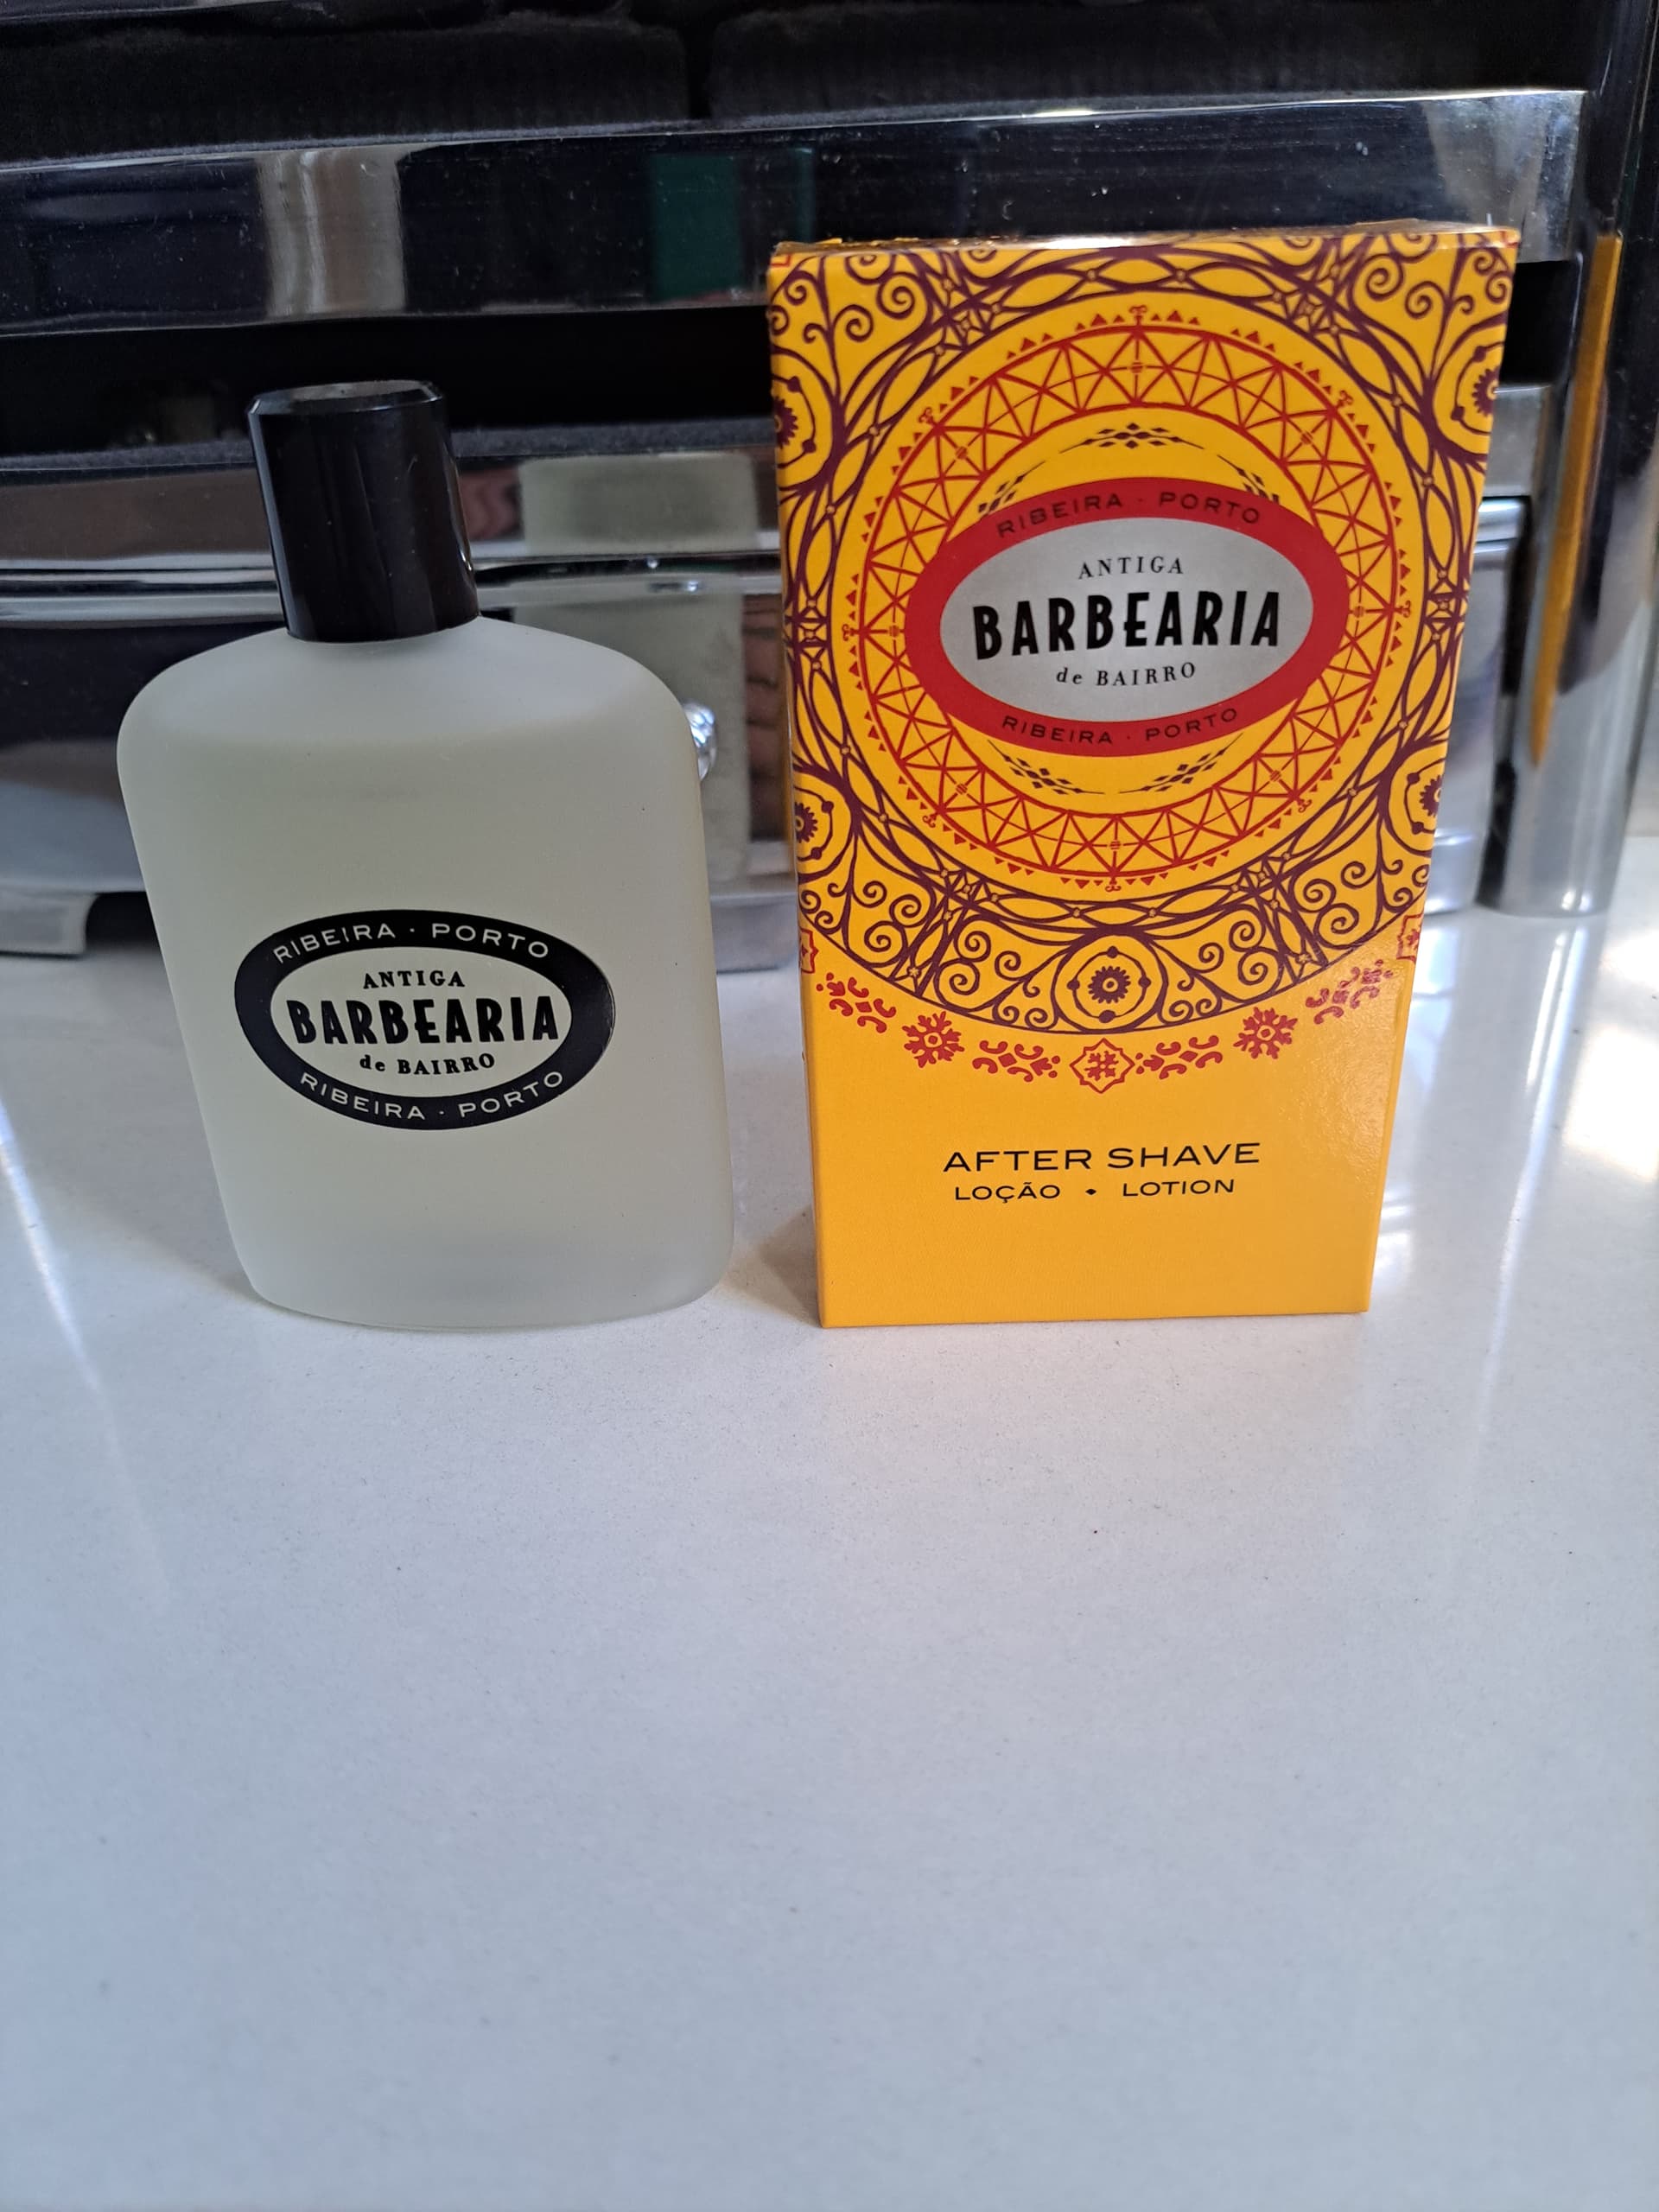 RIBEIRA · PORTO
ANTIGA
BARBEARIA
de BAIRRO
RIBEIRA · PORTO
RIBEIRA · PORTO
ANTIGA
BARBEARIA
de BAIRRO
RIBEIRA · PORTO
AFTER SHAVE
LOÇÃO • LOTION